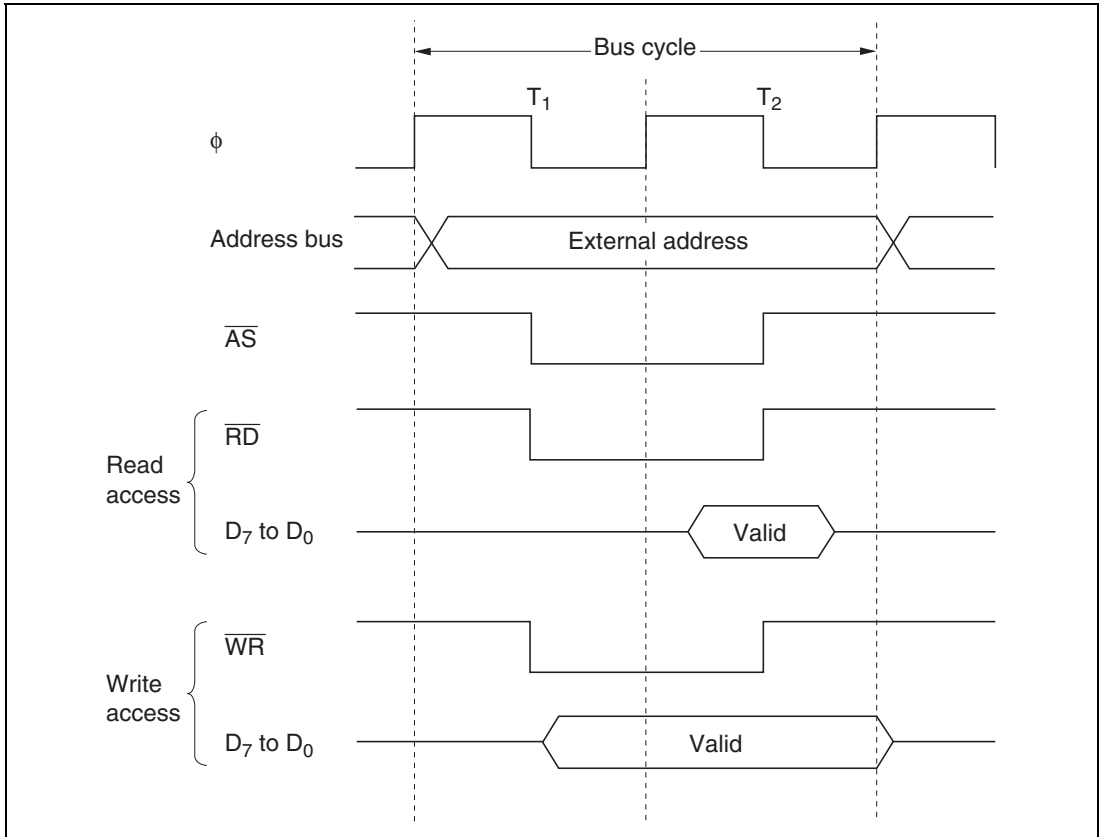 Bus cycle
T1
T2
ϕ
Address bus
External address
AS
RD
Read
access
D7 to D0
Valid
WR
Write
access
D7 to D0
Valid